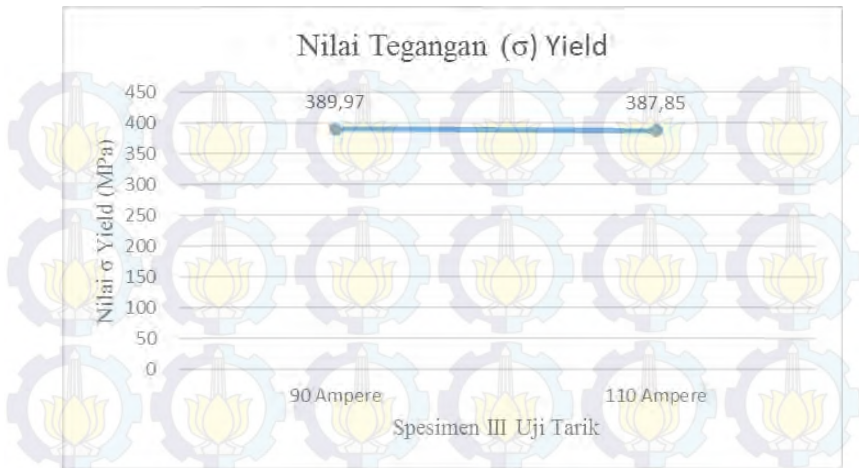 Nilai Tegangan (σ) Yield
Nilai σ Yield (MPa)
450
400
350
300
250
200
150
100
50
0
389,97
387,85
90 Ampere
110 Ampere
Spesimen III Uji Tarik